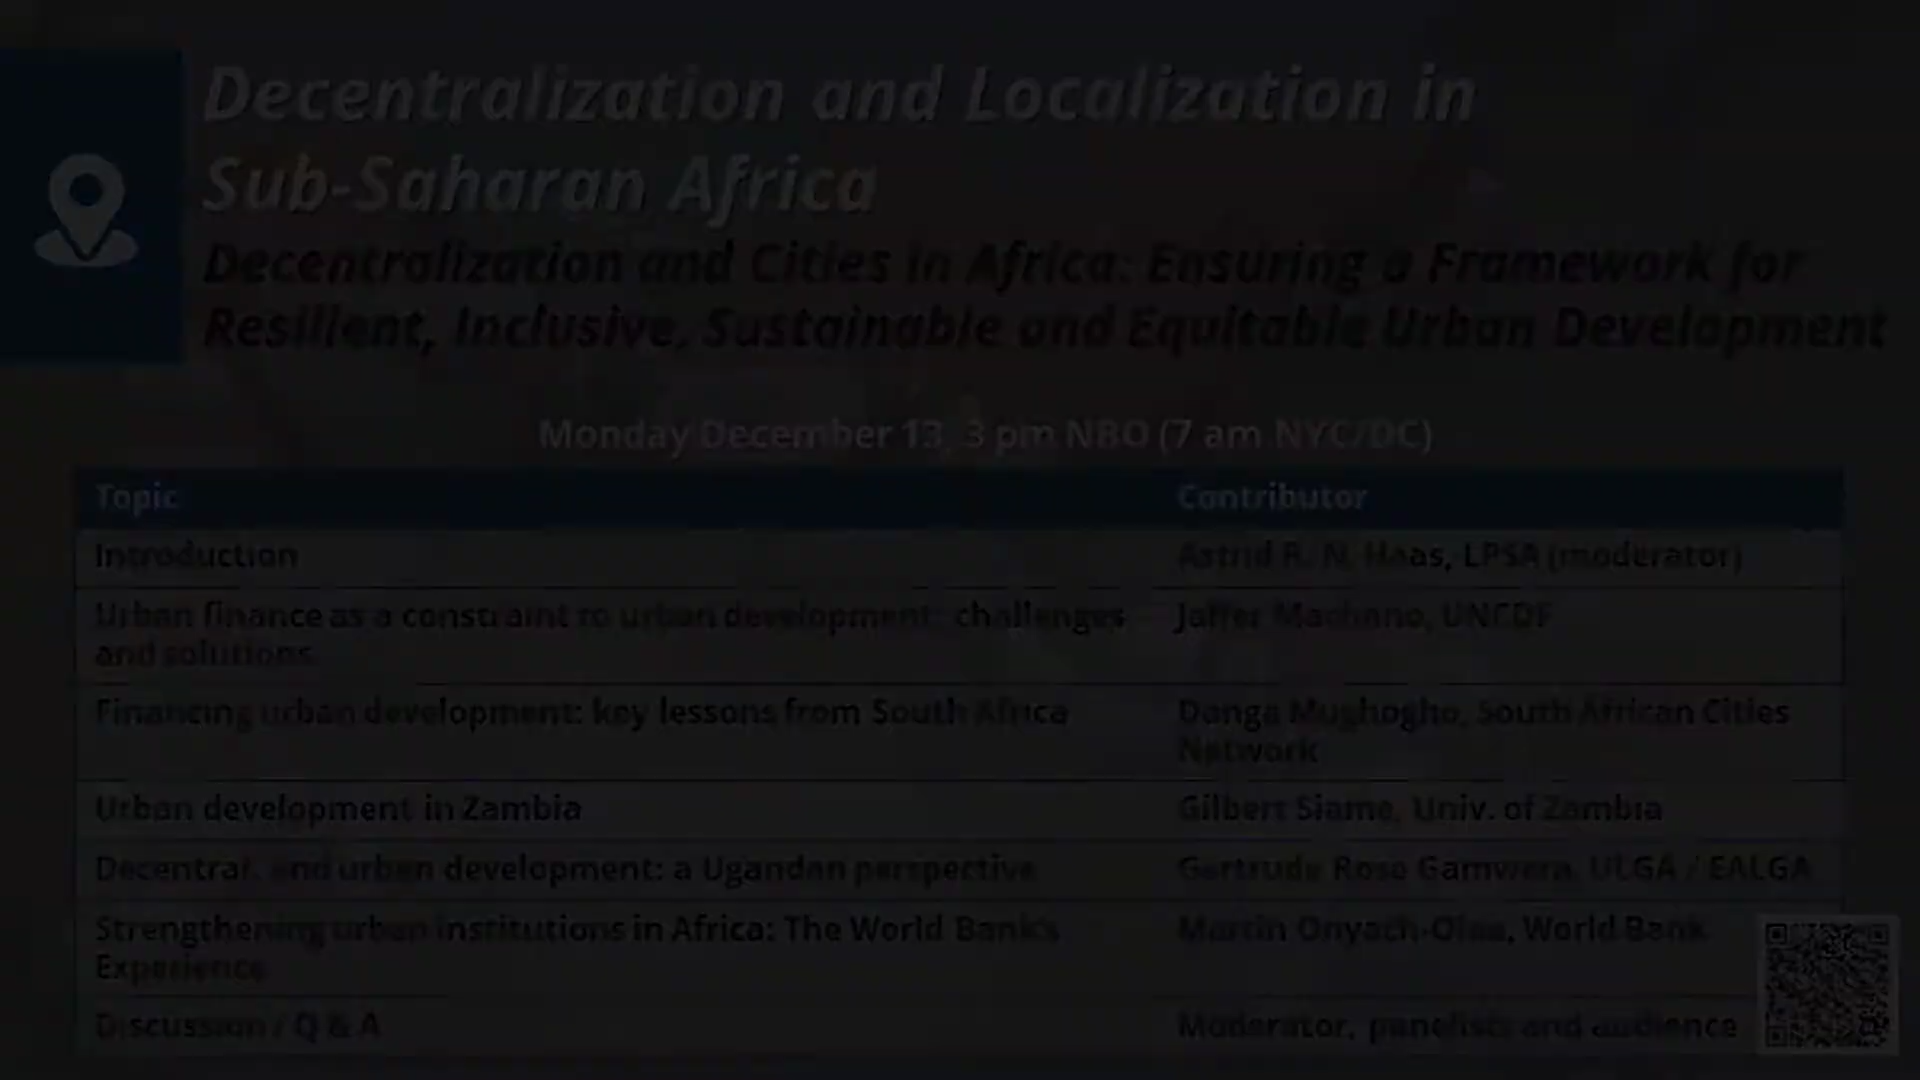 Decentralization and Localization in
Sub-Saharan Africa
Decentralization and Cities in Africa: Ensuring a Framework for
Resilient, Inclusive, Sustainable and Equitable Urban Development
Monday December 13, 3 pm NBO (7 am NYC/DC)
Topic
Contributor
Introduction
Astrid R. N. Haas, LPSA (moderator)
Urban finance as a constraint to urban development: challenges
and solutions
Jaffer Machano, UNCDF
Financing urban development: key lessons from South Africa
Danga Mughogho, South African Cities
Network
Urban development in Zambia
Gilbert Siame, Univ. of Zambia
Decentral. and urban development: a Ugandan perspective
Gertrude Rose Gamwera, ULGA / EALGA
Strengthening urban institutions in Africa: The World Bank's
Experience
Martin Onyach-Olaa, World Bank
Discussion / Q & A
Moderator, panelists and audience